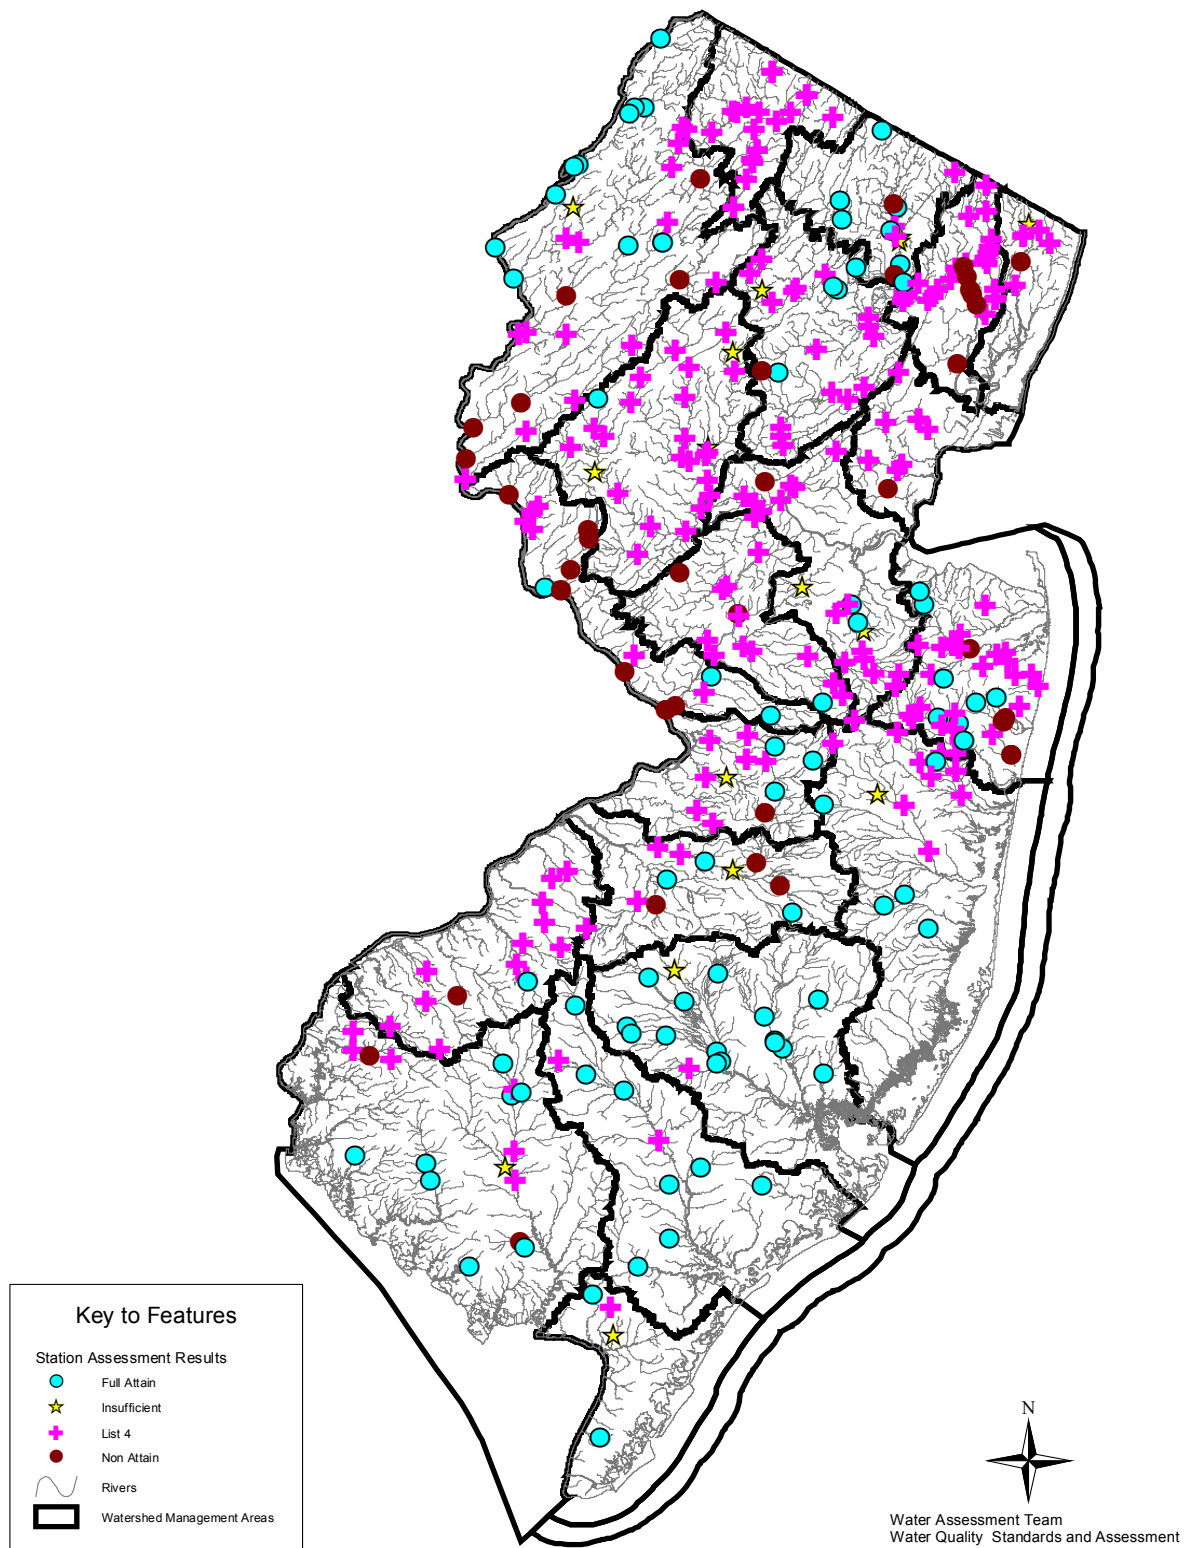 Key to Features
Station Assessment Results
Full Attain
Insufficient
List 4
Non Attain
Rivers
Watershed Management Areas
N
Water Assessment Team
Water Quality Standards and Assessment